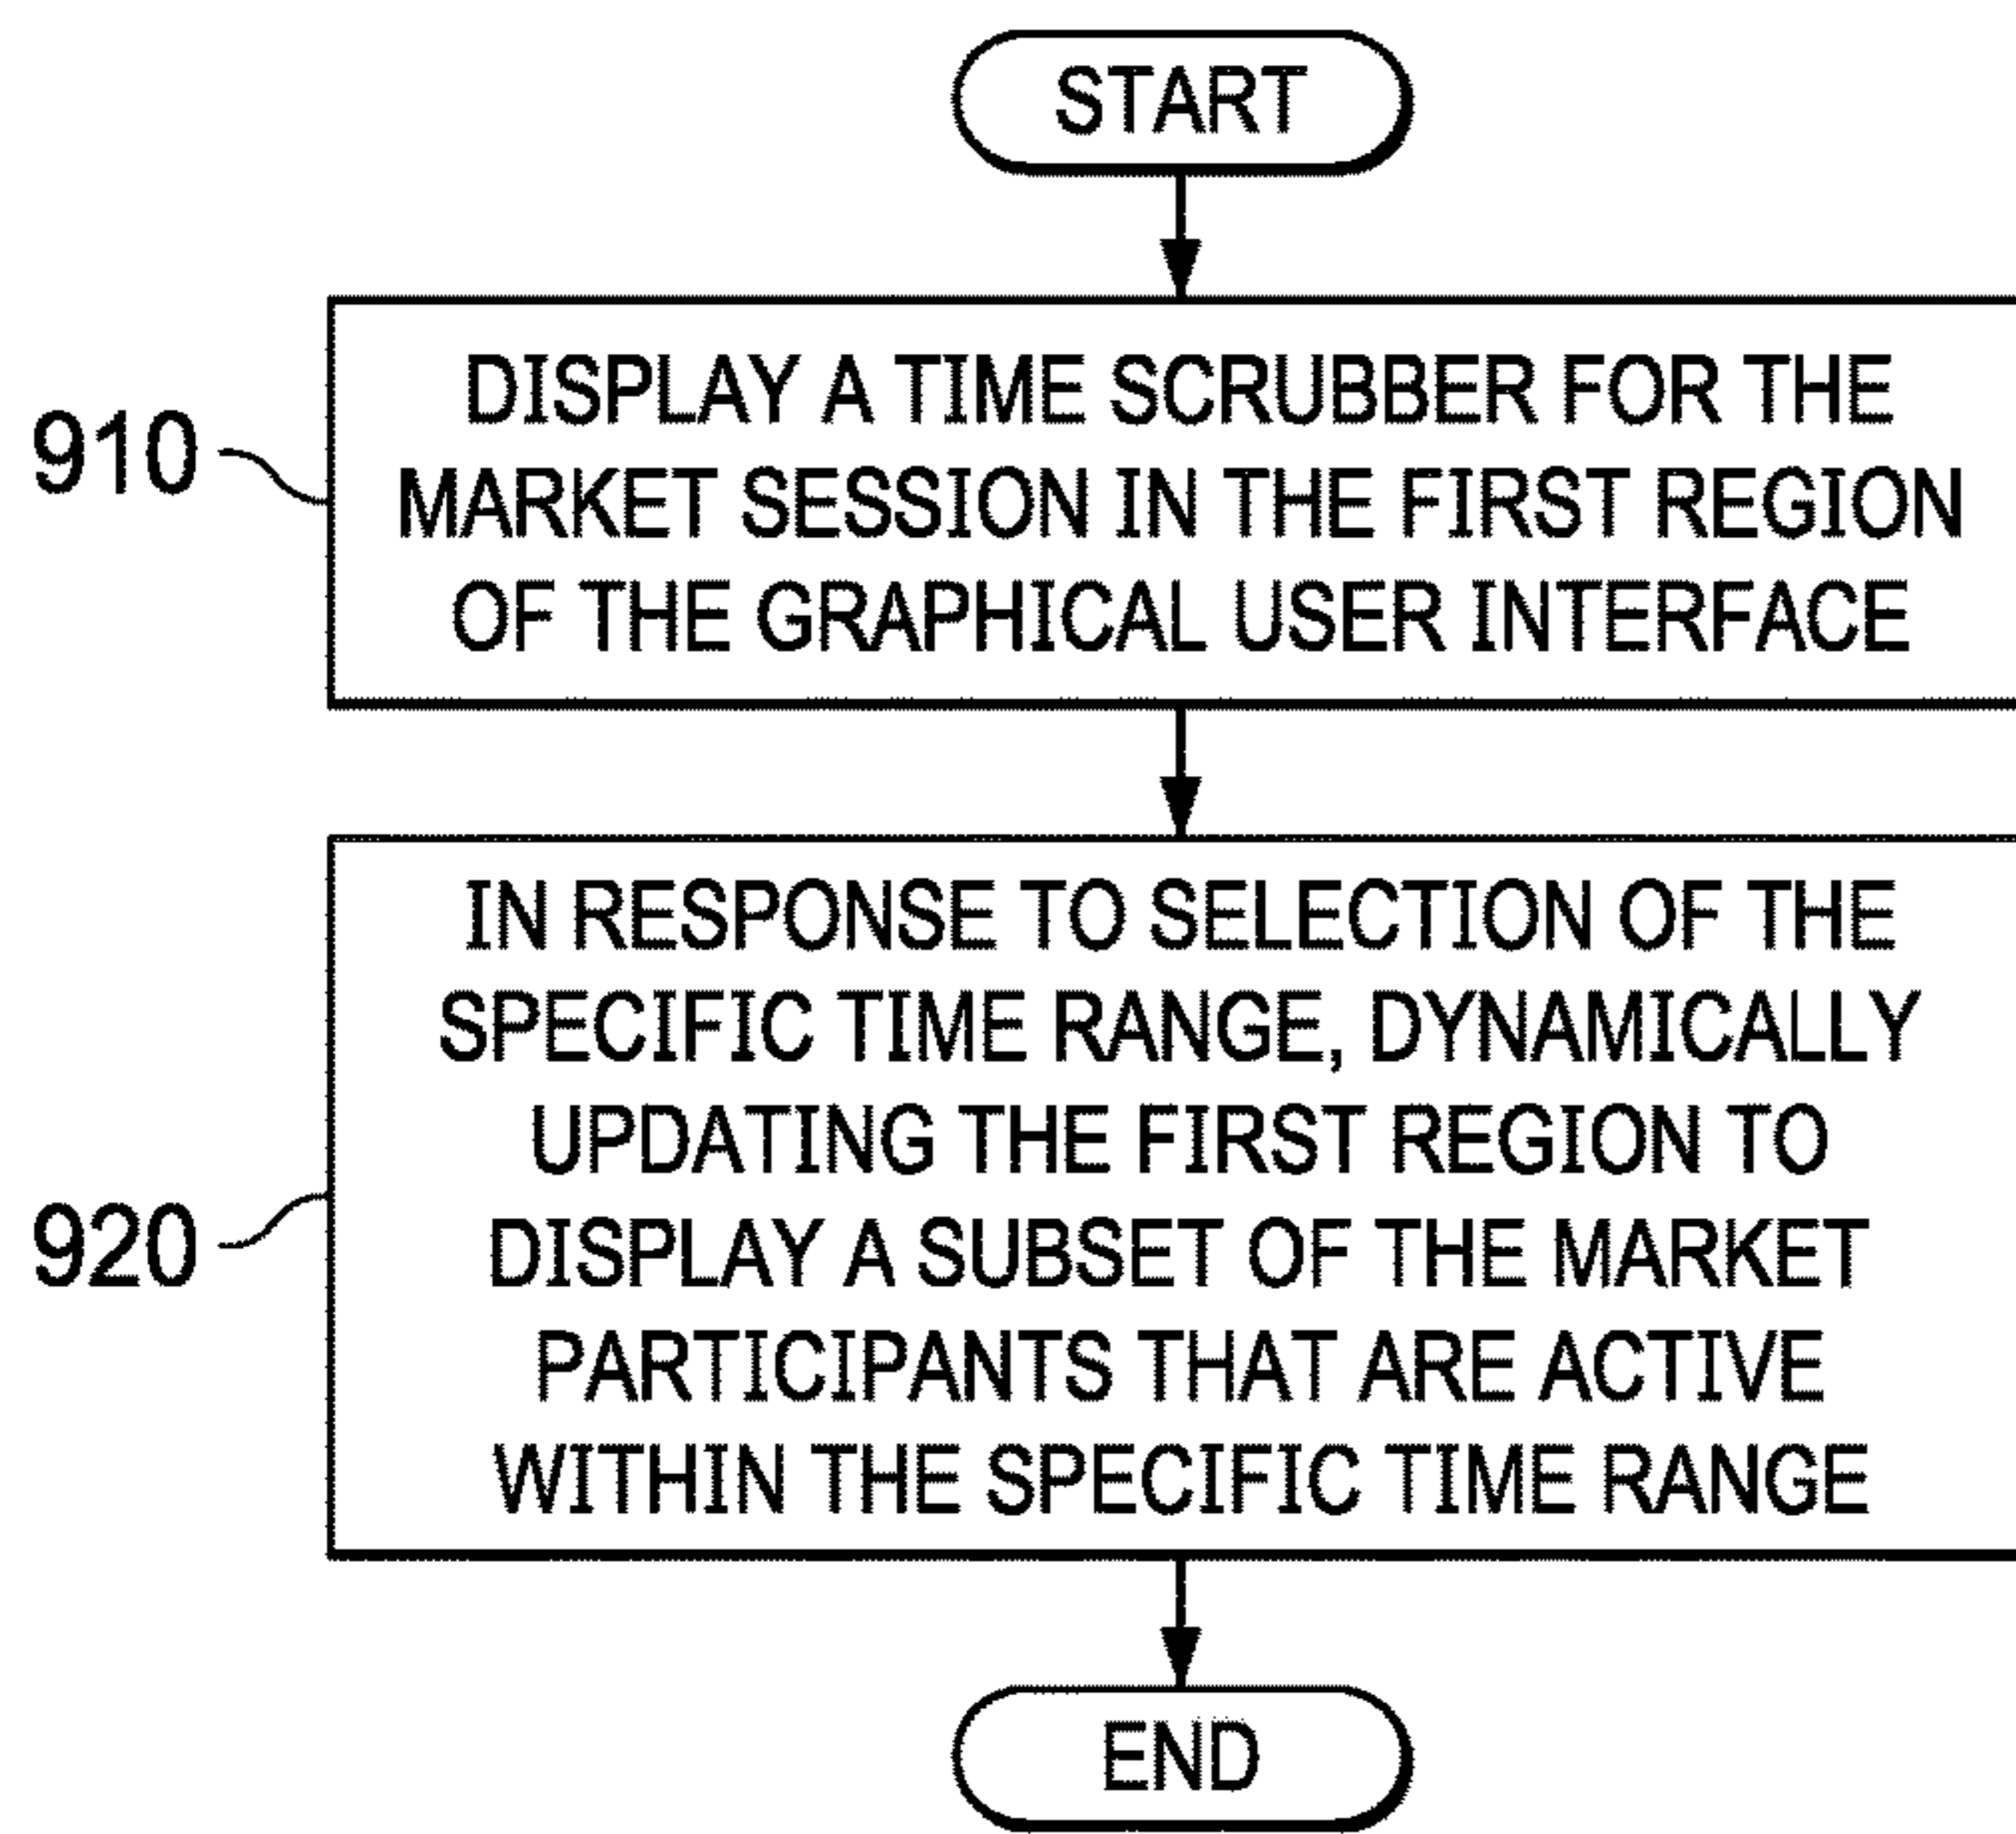 START
910
DISPLAY A TIME SCRUBBER FOR THE
MARKET SESSION IN THE FIRST REGION
OF THE GRAPHICAL USER INTERFACE
920
IN RESPONSE TO SELECTION OF THE
SPECIFIC TIME RANGE, DYNAMICALLY
UPDATING THE FIRST REGION TO
DISPLAY A SUBSET OF THE MARKET
PARTICIPANTS THAT ARE ACTIVE
WITHIN THE SPECIFIC TIME RANGE
END